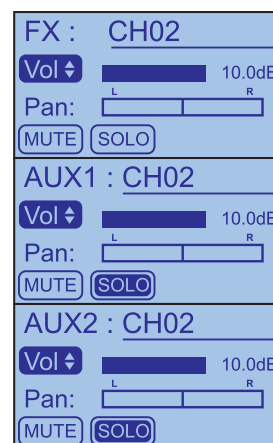 FX : CH02
Vol 10.0dB
L R
Pan:
MUTE SOLO
AUX1 : CH02
Vol 10.0dB
L R
Pan:
MUTE SOLO
AUX2 : CH02
Vol 10.0dB
L R
Pan:
MUTE SOLO